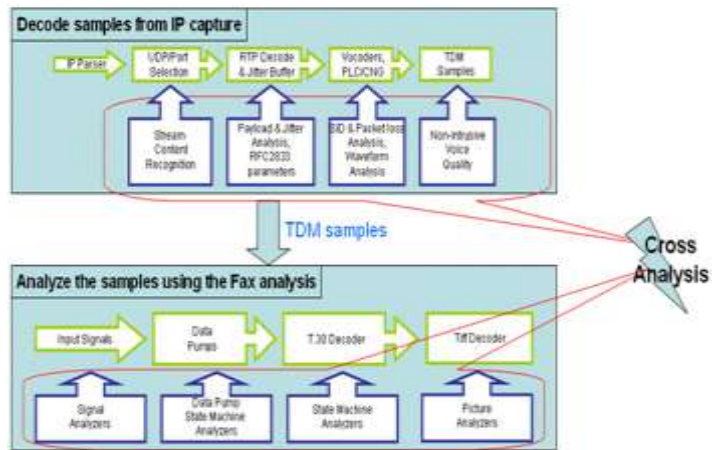 Decode samples from IP capture
IP Parser
UDP/Port
Selection
RTP Decode
& Jitter Buffer
Vocoders,
PLC/CNG
TDM
Samples
Stream
Content
Recognition
Payload & Jitter
Analysis,
RFC2833
parameters
SID & Packet loss
Analysis,
Waveform
Analysis
Non-Intrusive
Voice
Quality
TDM samples
Cross
Analysis
Analyze the samples using the Fax analysis
Input Signals
Data
Pumps
T.30 Decoder
Tiff Decoder
Signal
Analyzers
Data Pump
State Machine
Analyzers
State Machine
Analyzers
Picture
Analyzers